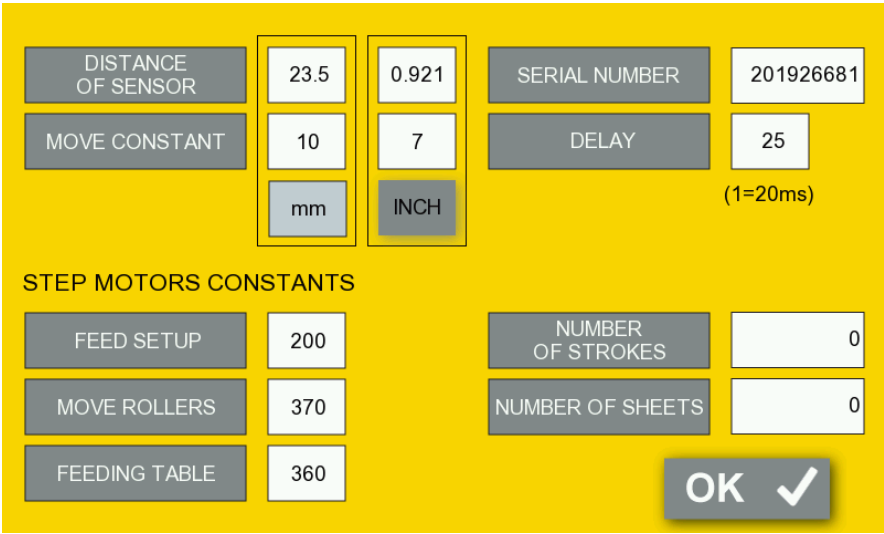 DISTANCE
OF SENSOR
23.5
0.921
SERIAL NUMBER
201926681
MOVE CONSTANT
10
7
DELAY
25
mm
INCH
(1=20ms)
STEP MOTORS CONSTANTS
FEED SETUP
200
NUMBER
OF STROKES
0
MOVE ROLLERS
370
NUMBER OF SHEETS
0
FEEDING TABLE
360
OK